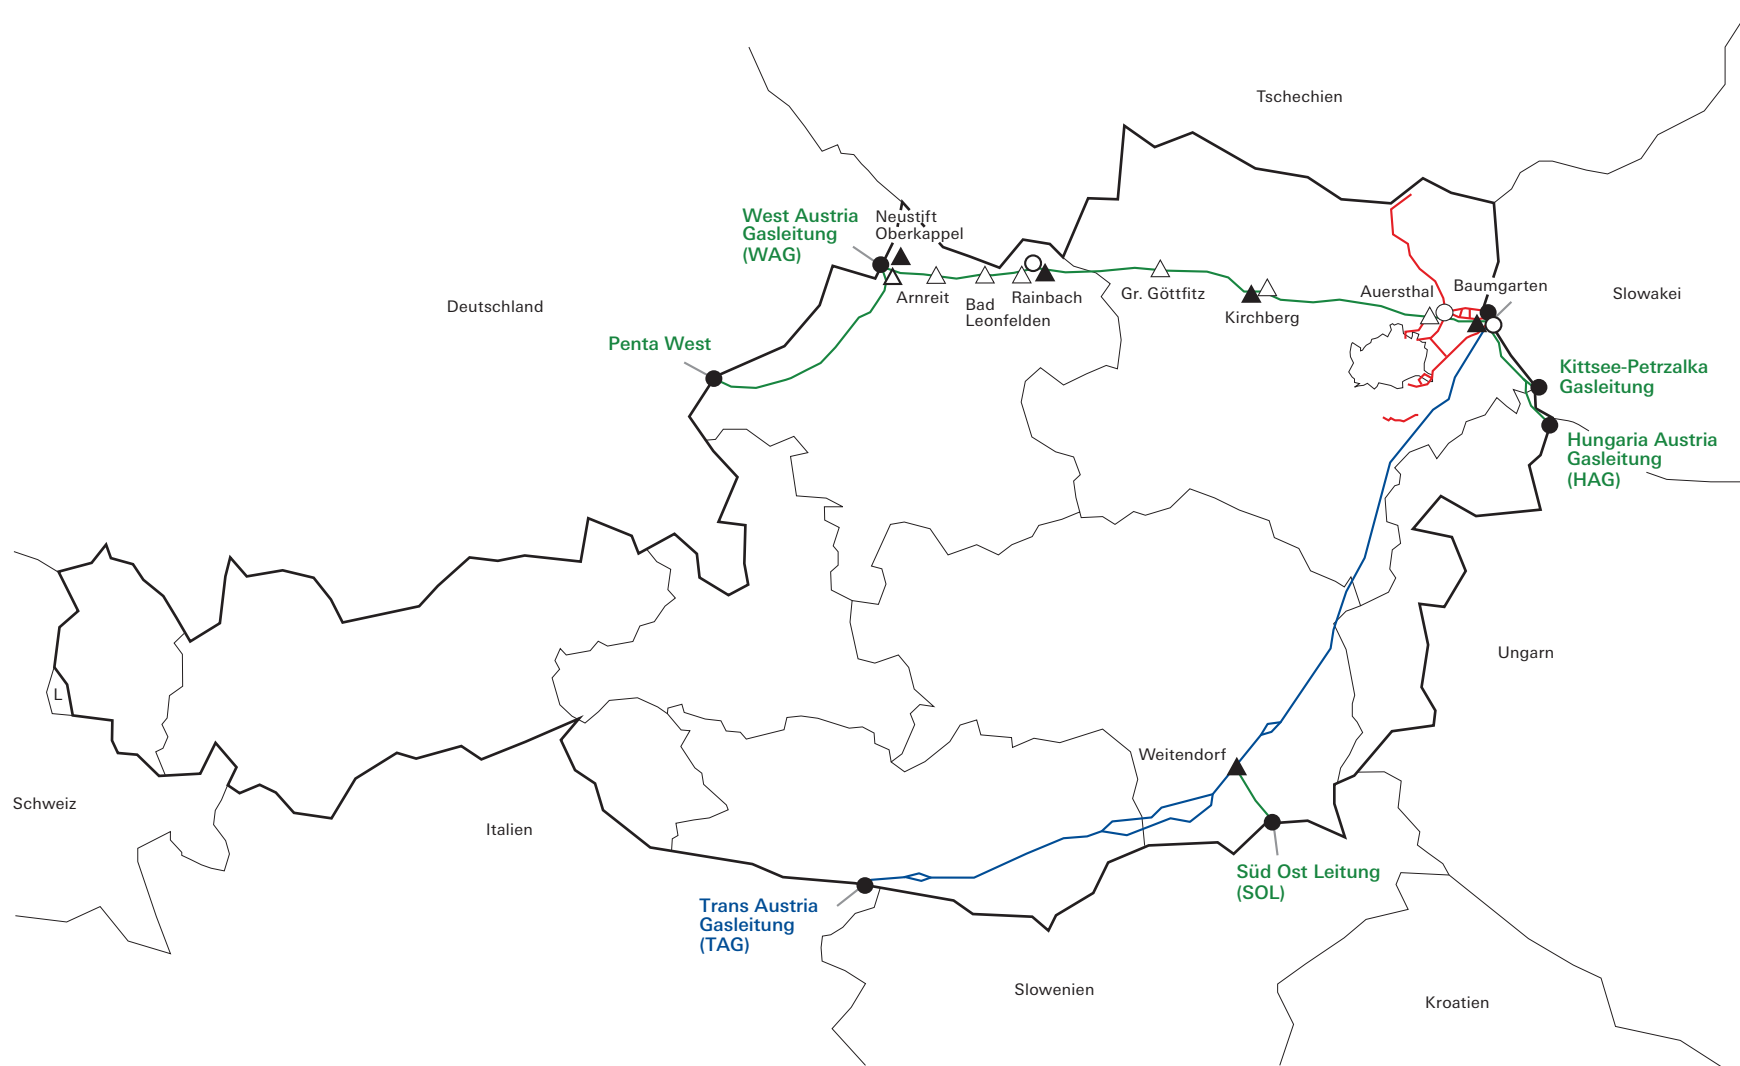 Tschechien
West Austria
Gasleitung
(WAG)
Neustift
Oberkappel
Deutschland
Arnreit
Bad
Leonfelden
Rainbach
Gr. Göttfitz
Kirchberg
Auersthal
Baumgarten
Slowakei
Penta West
Kittsee-Petrzalka
Gasleitung
Hungaria Austria
Gasleitung
(HAG)
Ungarn
L
Schweiz
Italien
Weitendorf
Süd Ost Leitung
(SOL)
Trans Austria
Gasleitung
(TAG)
Slowenien
Kroatien